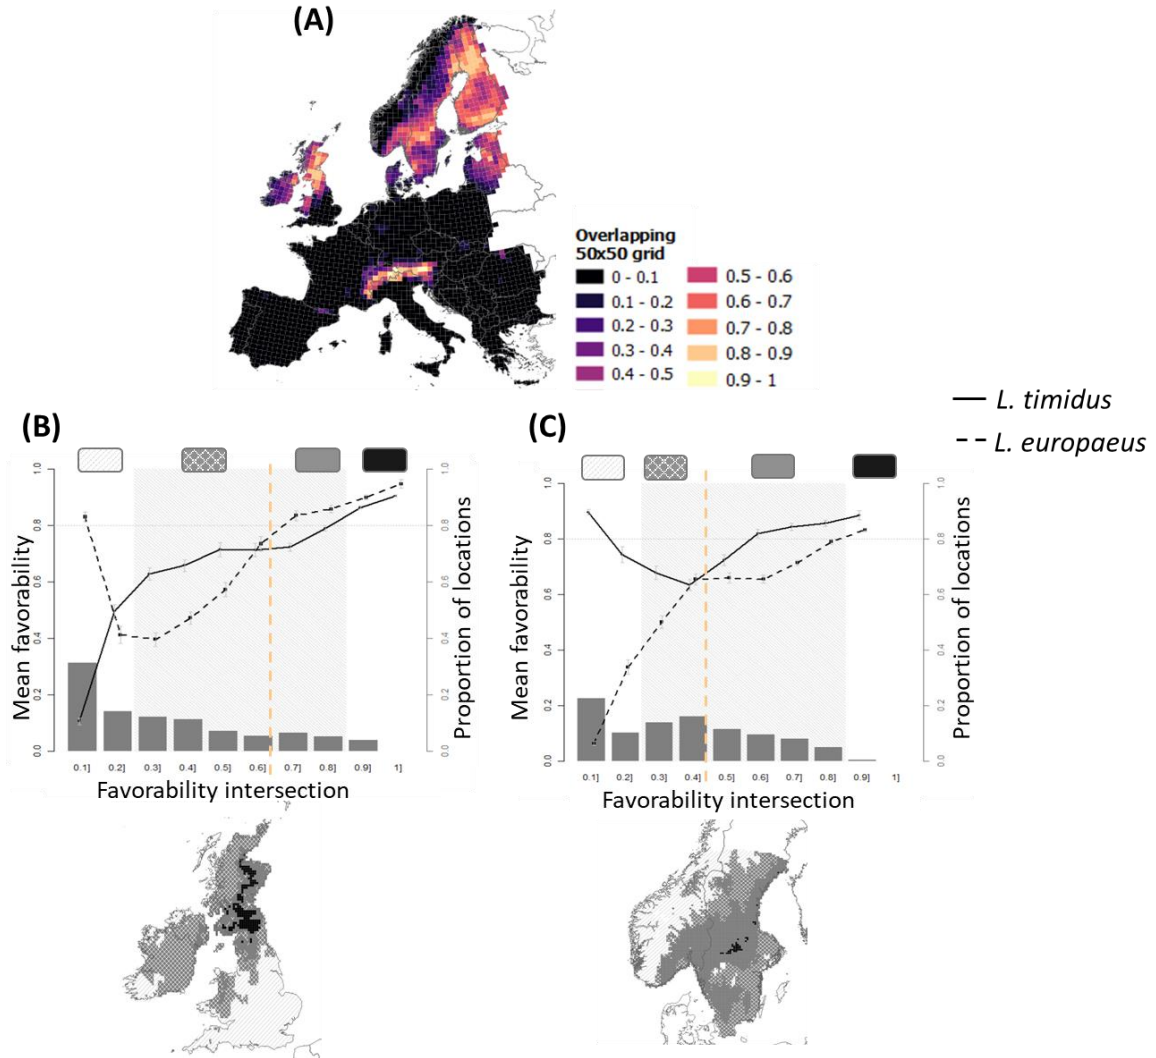 (A)
Overlapping
50x50 grid
0 - 0.1
0.1 - 0.2
0.2 - 0.3
0.3 - 0.4
0.4 - 0.5
0.5 - 0.6
0.6 - 0.7
0.7 - 0.8
0.8 - 0.9
0.9 - 1
L. timidus
L. europaeus
(B)
Mean favorability
1.0
0.8
0.6
0.4
0.2
0.0
1.0
0.8
0.6
0.4
0.2
0.0
Proportion of locations
0.1] 0.2] 0.3] 0.4] 0.5] 0.6] 0.7] 0.8] 0.9] 1]
Favorability intersection
(C)
Mean favorability
1.0
0.8
0.6
0.4
0.2
0.0
1.0
0.8
0.6
0.4
0.2
0.0
Proportion of locations
0.1] 0.2] 0.3] 0.4] 0.5] 0.6] 0.7] 0.8] 0.9] 1]
Favorability intersection